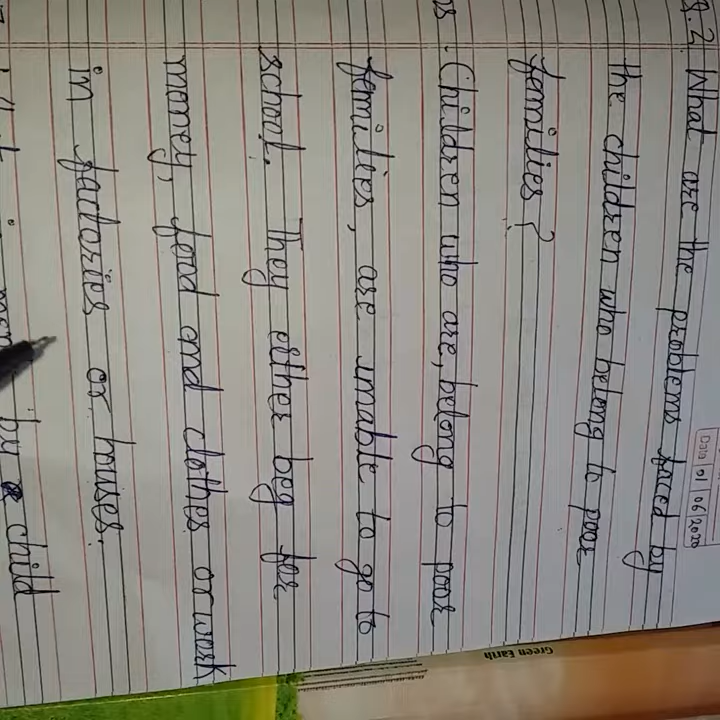 Date 01/06/2020
Q.2. What are the problems faced by
the children who belong to poor
families?
ns. Children who are, belong to poor
families, are unable to go to
school. They either beg for
money, food and clothes or work
in factories or houses.
by child
Green Earth